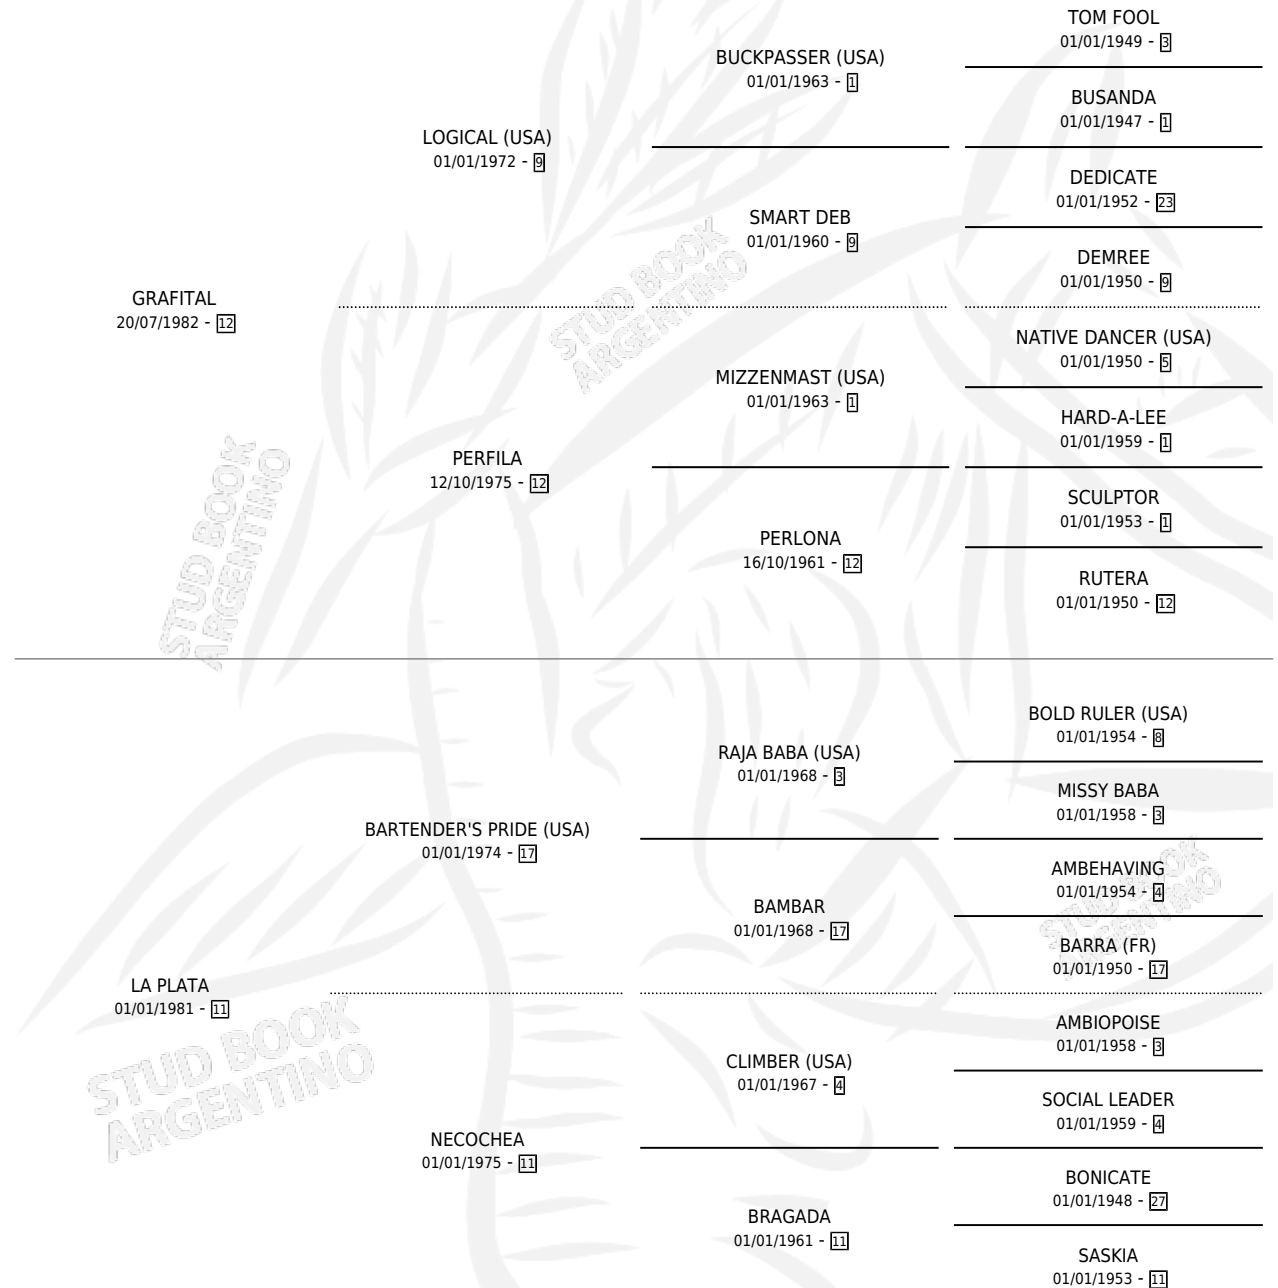 TOM FOOL
01/01/1949 - 3
BUCKPASSER (USA)
01/01/1963 - 1
BUSANDA
01/01/1947 - 1
LOGICAL (USA)
01/01/1972 - 9
DEDICATE
01/01/1952 - 23
SMART DEB
01/01/1960 - 9
DEMREE
01/01/1950 - 9
GRAFITAL
20/07/1982 - 12
NATIVE DANCER (USA)
01/01/1950 - 5
MIZZENMAST (USA)
01/01/1963 - 1
HARD-A-LEE
01/01/1959 - 1
PERFILA
12/10/1975 - 12
SCULPTOR
01/01/1953 - 1
PERLONA
16/10/1961 - 12
RUTERA
01/01/1950 - 12
STUD BOOK
ARGENTINO
STUD BOOK
ARGENTINO
BOLD RULER (USA)
01/01/1954 - 8
RAJA BABA (USA)
01/01/1968 - 3
MISSY BABA
01/01/1958 - 3
BARTENDER'S PRIDE (USA)
01/01/1974 - 17
AMBEHAVING
01/01/1954 - 4
BAMBAR
01/01/1968 - 17
BARRA (FR)
01/01/1950 - 17
LA PLATA
01/01/1981 - 11
AMBIOPOISE
01/01/1958 - 3
CLIMBER (USA)
01/01/1967 - 4
SOCIAL LEADER
01/01/1959 - 4
NECOCHEA
01/01/1975 - 11
BONICATE
01/01/1948 - 27
BRAGADA
01/01/1961 - 11
SASKIA
01/01/1953 - 11
STUD BOOK
ARGENTINO
STUD BOOK
ARGENTINO